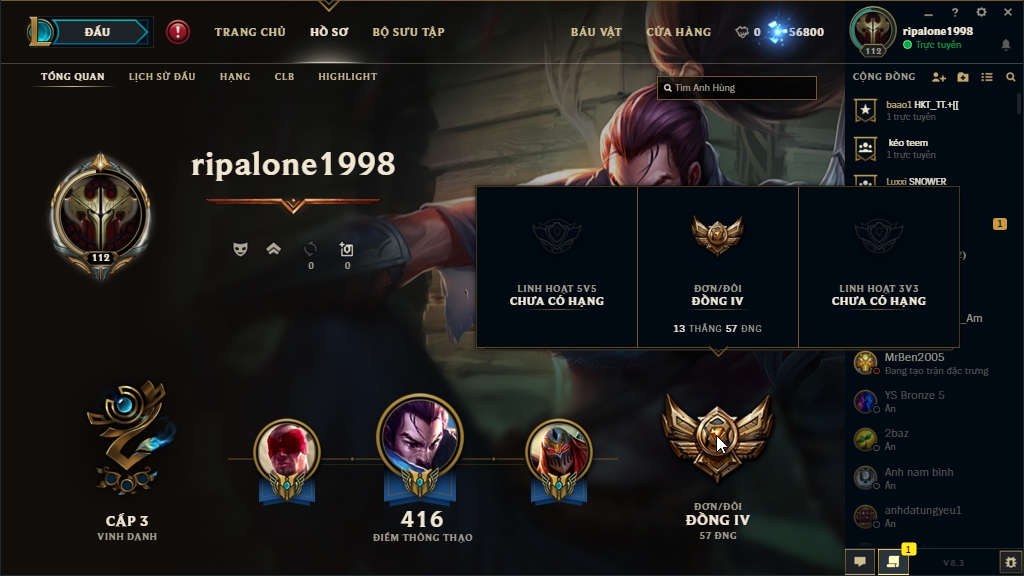 ĐẤU
TRANG CHỦ
HỒ SƠ
BỘ SƯU TẬP
BÁU VẬT
CỬA HÀNG
0
56800
112
ripalone1998
Trực tuyến
TỔNG QUAN
LỊCH SỬ ĐẤU
HẠNG
CLB
HIGHLIGHT
Tìm Anh Hùng
CỘNG ĐỒNG
baao1 HKT_TT.+[[
1 trực tuyến
kéo teem
1 trực tuyến
Luxxi SNOWER
1
_Am
MrBen2005
Đang tạo trận đặc trưng
YS Bronze 5
Ẩn
2baz
Ẩn
Anh nam bình
Ẩn
anhdatungyeu1
Ẩn
ripalone1998
112
0
0
LINH HOẠT 5V5
CHƯA CÓ HẠNG
ĐƠN/ĐÔI
ĐỒNG IV
13 THẮNG 57 ĐNG
LINH HOẠT 3V3
CHƯA CÓ HẠNG
CẤP 3
VINH DANH
416
ĐIỂM THÔNG THẠO
ĐƠN/ĐÔI
ĐỒNG IV
57 ĐNG
1
V8.3